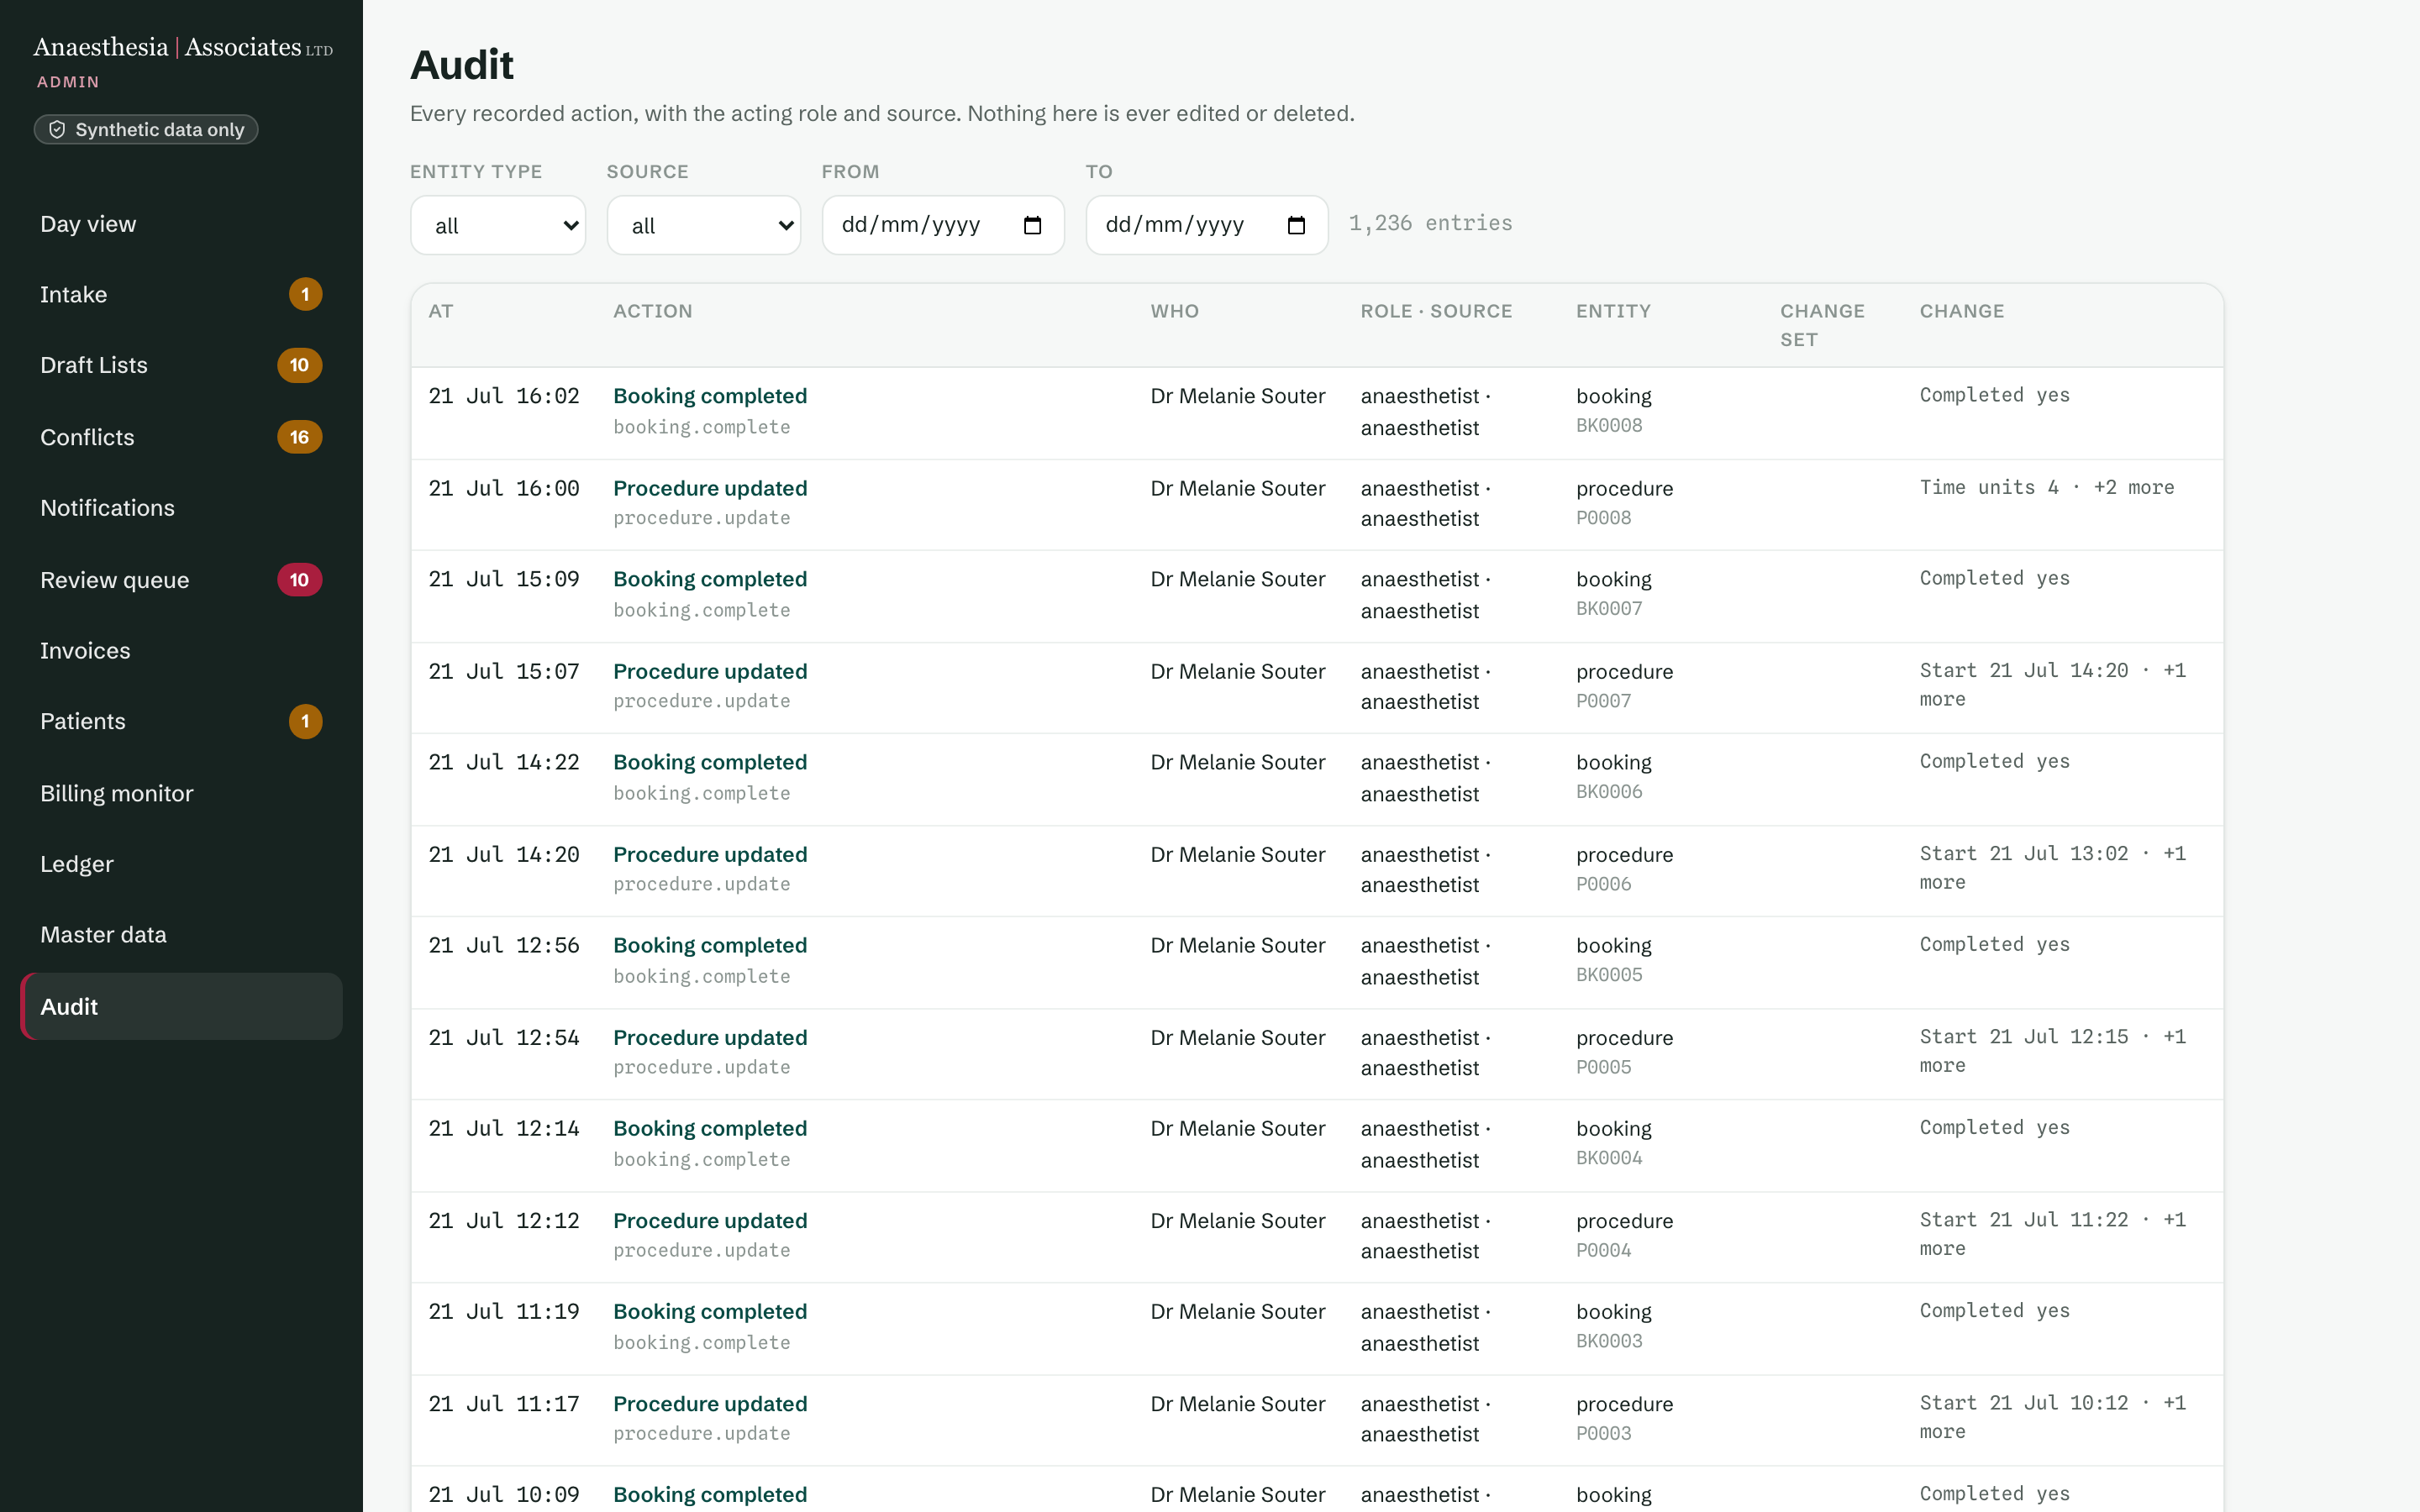 Anaesthesia | Associates LTD
ADMIN
Synthetic data only
Day view
Intake 1
Draft Lists 10
Conflicts 16
Notifications
Review queue 10
Invoices
Patients 1
Billing monitor
Ledger
Master data
Audit
Audit
Every recorded action, with the acting role and source. Nothing here is ever edited or deleted.
ENTITY TYPE SOURCE FROM TO
all all dd/mm/yyyy dd/mm/yyyy 1,236 entries
AT ACTION WHO ROLE · SOURCE ENTITY CHANGE CHANGE
SET
21 Jul 16:02 Booking completed Dr Melanie Souter anaesthetist · booking Completed yes
booking.complete anaesthetist BK0008
21 Jul 16:00 Procedure updated Dr Melanie Souter anaesthetist · procedure Time units 4 · +2 more
procedure.update anaesthetist P0008
21 Jul 15:09 Booking completed Dr Melanie Souter anaesthetist · booking Completed yes
booking.complete anaesthetist BK0007
21 Jul 15:07 Procedure updated Dr Melanie Souter anaesthetist · procedure Start 21 Jul 14:20 · +1
procedure.update anaesthetist P0007 more
21 Jul 14:22 Booking completed Dr Melanie Souter anaesthetist · booking Completed yes
booking.complete anaesthetist BK0006
21 Jul 14:20 Procedure updated Dr Melanie Souter anaesthetist · procedure Start 21 Jul 13:02 · +1
procedure.update anaesthetist P0006 more
21 Jul 12:56 Booking completed Dr Melanie Souter anaesthetist · booking Completed yes
booking.complete anaesthetist BK0005
21 Jul 12:54 Procedure updated Dr Melanie Souter anaesthetist · procedure Start 21 Jul 12:15 · +1
procedure.update anaesthetist P0005 more
21 Jul 12:14 Booking completed Dr Melanie Souter anaesthetist · booking Completed yes
booking.complete anaesthetist BK0004
21 Jul 12:12 Procedure updated Dr Melanie Souter anaesthetist · procedure Start 21 Jul 11:22 · +1
procedure.update anaesthetist P0004 more
21 Jul 11:19 Booking completed Dr Melanie Souter anaesthetist · booking Completed yes
booking.complete anaesthetist BK0003
21 Jul 11:17 Procedure updated Dr Melanie Souter anaesthetist · procedure Start 21 Jul 10:12 · +1
procedure.update anaesthetist P0003 more
21 Jul 10:09 Booking completed Dr Melanie Souter anaesthetist · booking Completed yes